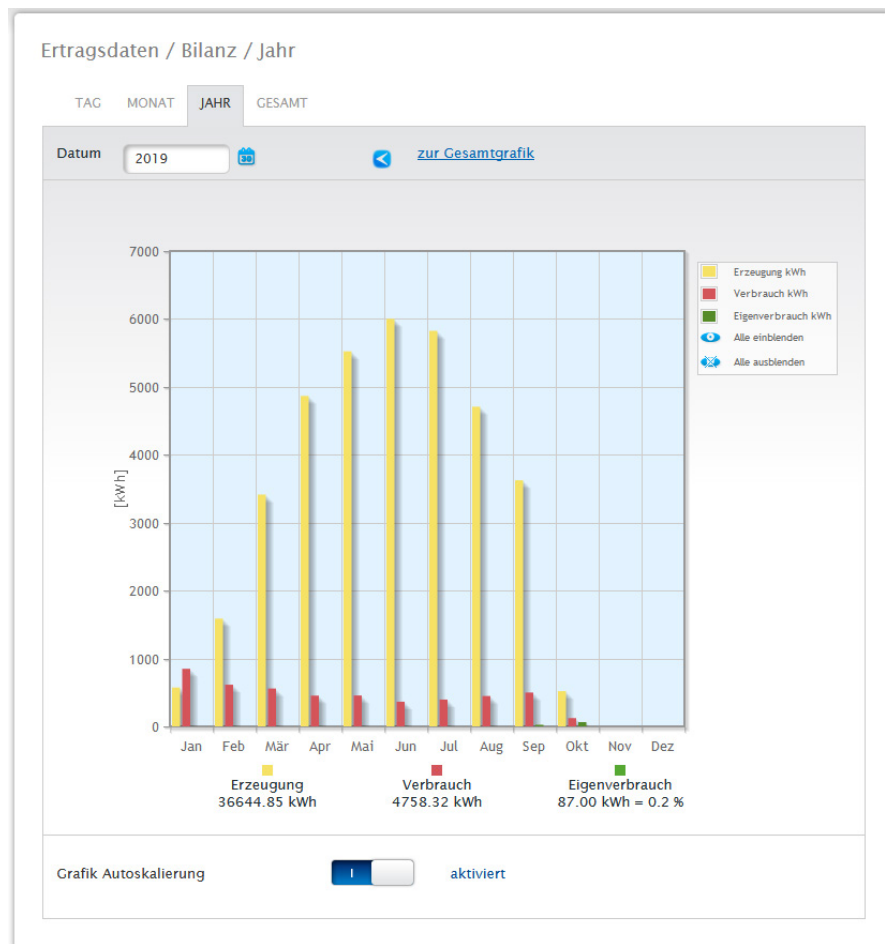 Ertragsdaten / Bilanz / Jahr
TAG MONAT JAHR GESAMT
Datum 2019 30 zur Gesamtgrafik
7000
6000
5000
4000
3000
2000
1000
0
[kWh]
Jan Feb Mär Apr Mai Jun Jul Aug Sep Okt Nov Dez
Erzeugung kWh
Verbrauch kWh
Eigenverbrauch kWh
Alle einblenden
Alle ausblenden
Erzeugung Verbrauch Eigenverbrauch
36644.85 kWh 4758.32 kWh 87.00 kWh = 0.2 %
Grafik Autoskalierung I aktiviert